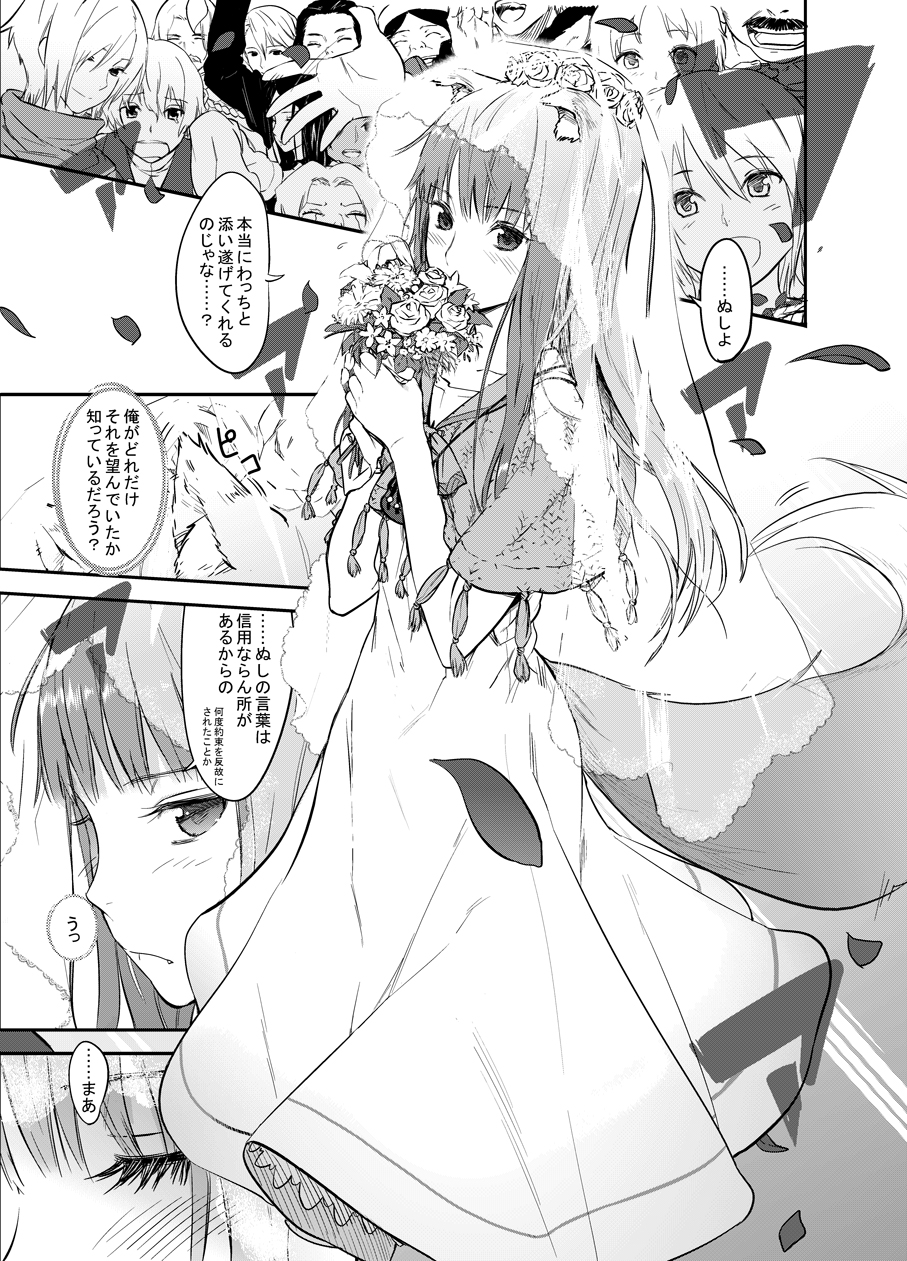 ……ぬしよ
本当にわっちと
添い遂げてくれる
のじゃな……？
ピコ
俺がどれだけ
それを望んでいたか
知っているだろう？
……ぬしの言葉は
信用ならん所が
あるからの
何度約束を反故に
されたことか
うっ
……まあ